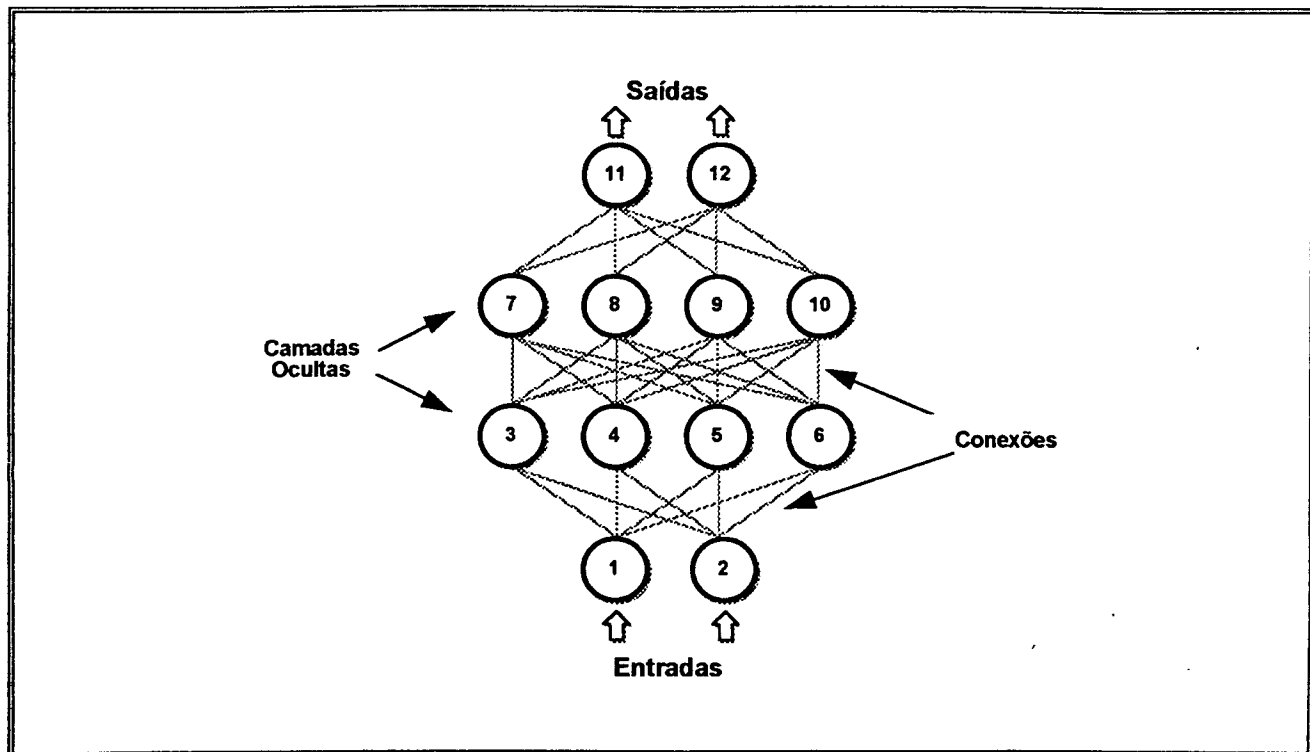 Saídas
11 12
7 8 9 10
Camadas
Ocultas
3 4 5 6
Conexões
1 2
Entradas